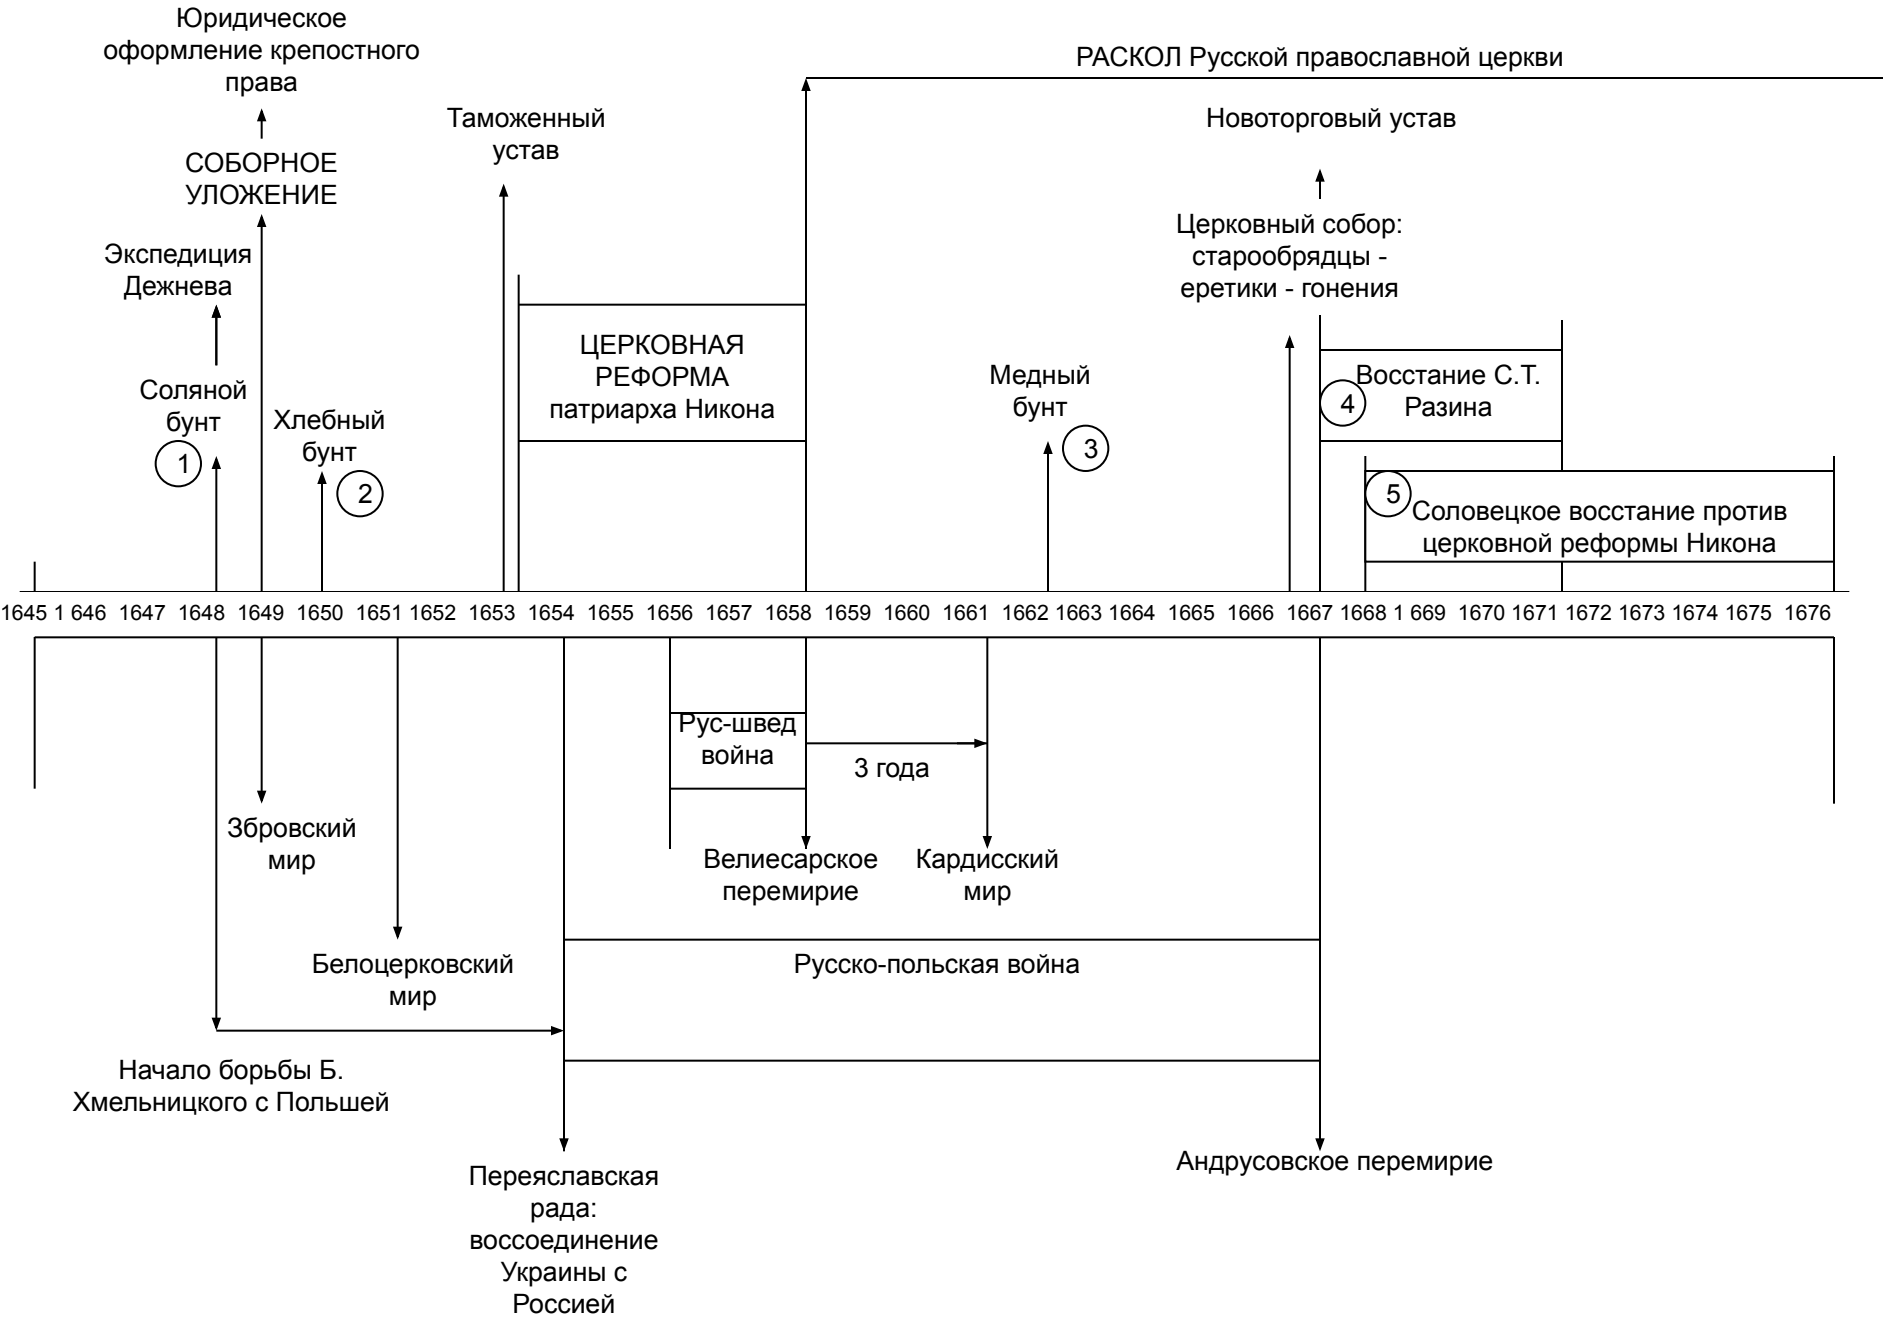 Юридическое
оформление крепостного
права
РАСКОЛ Русской православной церкви
Таможенный
устав
Новоторговый устав
СОБОРНОЕ
УЛОЖЕНИЕ
Церковный собор:
старообрядцы -
еретики - гонения
Экспедиция
Дежнева
ЦЕРКОВНАЯ
РЕФОРМА
патриарха Никона
Соляной
бунт
1
Хлебный
бунт
2
Медный
бунт
3
Восстание С.Т.
Разина
4
5
Соловецкое восстание против
церковной реформы Никона
1645 1 646 1647 1648 1649 1650 1651 1652 1653 1654 1655 1656 1657 1658 1659 1660 1661 1662 1663 1664 1665 1666 1667 1668 1 669 1670 1671 1672 1673 1674 1675 1676
Рус-швед
война
3 года
Збровский
мир
Велиесарское
перемирие
Кардисский
мир
Белоцерковский
мир
Русско-польская война
Начало борьбы Б.
Хмельницкого с Польшей
Переяславская
рада:
воссоединение
Украины с
Россией
Андрусовское перемирие